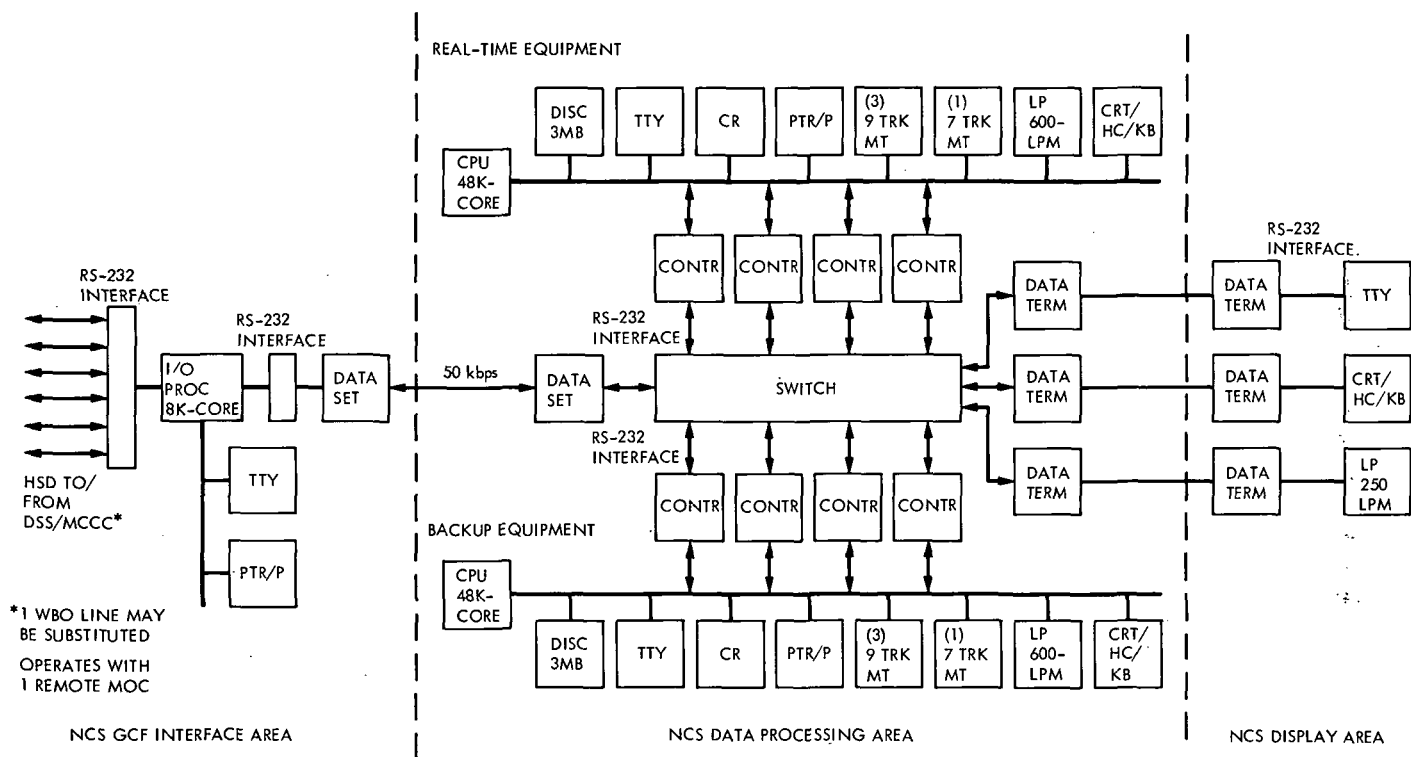 REAL-TIME EQUIPMENT
DISC
3MB
TTY
CR
PTR/P
(3)
9 TRK
MT
(1)
7 TRK
MT
LP
600-
LPM
CRT/
HC/KB
CPU
48K-
CORE
CONTR
CONTR
CONTR
CONTR
RS-232
INTERFACE
RS-232
INTERFACE
RS-232
INTERFACE
RS-232
INTERFACE.
I/O
PROC
8K-CORE
DATA
SET
50 kbps
DATA
SET
SWITCH
DATA
TERM
DATA
TERM
TTY
DATA
TERM
DATA
TERM
CRT/
HC/KB
DATA
TERM
DATA
TERM
LP
250
LPM
RS-232
INTERFACE
HSD TO/
FROM
DSS/MCCC*
TTY
PTR/P
CONTR
CONTR
CONTR
CONTR
BACKUP EQUIPMENT
CPU
48K-
CORE
DISC
3MB
TTY
CR
PTR/P
(3)
9 TRK
MT
(1)
7 TRK
MT
LP
600-
LPM
CRT/
HC/
KB
*1 WBO LINE MAY
BE SUBSTITUTED
OPERATES WITH
1 REMOTE MOC
NCS GCF INTERFACE AREA
NCS DATA PROCESSING AREA
NCS DISPLAY AREA